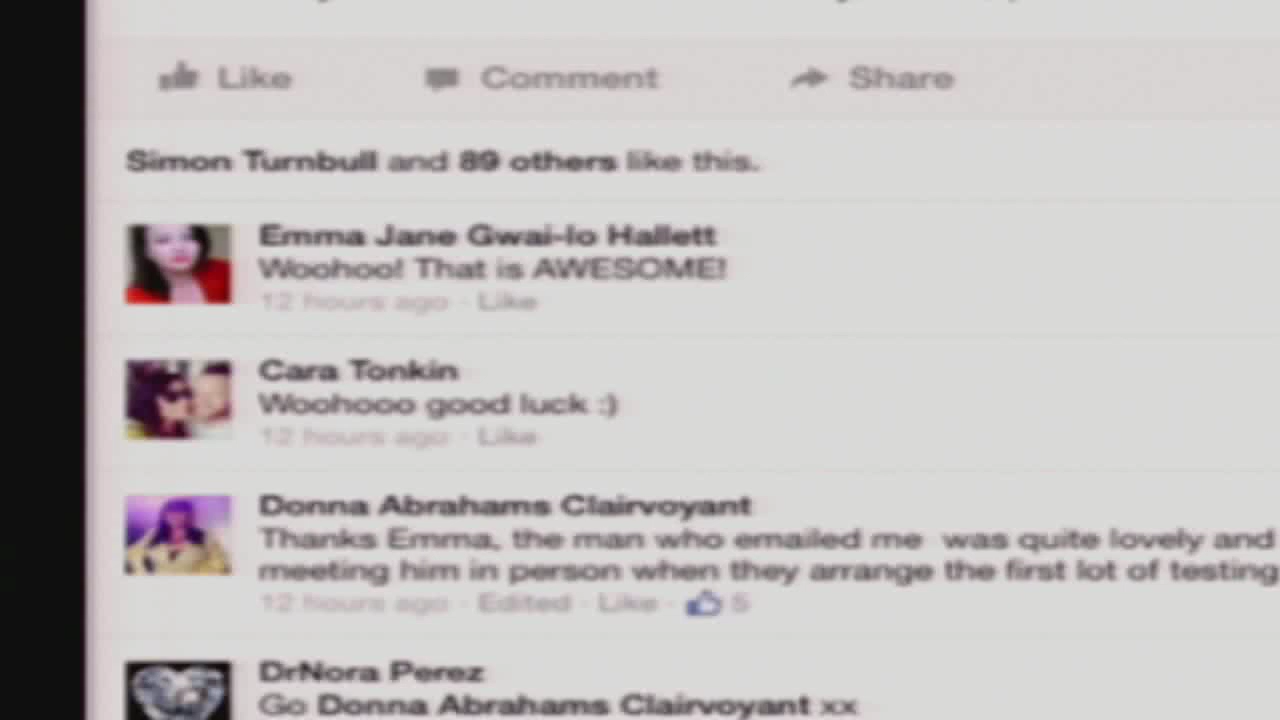 Like Comment Share
Simon Turnbull and 89 others like this.
Emma Jane Gwai-lo Hallett
Woohoo! That is AWESOME!
12 hours ago · Like
Cara Tonkin
Woohooo good luck :)
12 hours ago · Like
Donna Abrahams Clairvoyant
Thanks Emma, the man who emailed me was quite lovely and
meeting him in person when they arrange the first lot of testing
12 hours ago · Edited · Like · 5
DrNora Perez
Go Donna Abrahams Clairvoyant xx